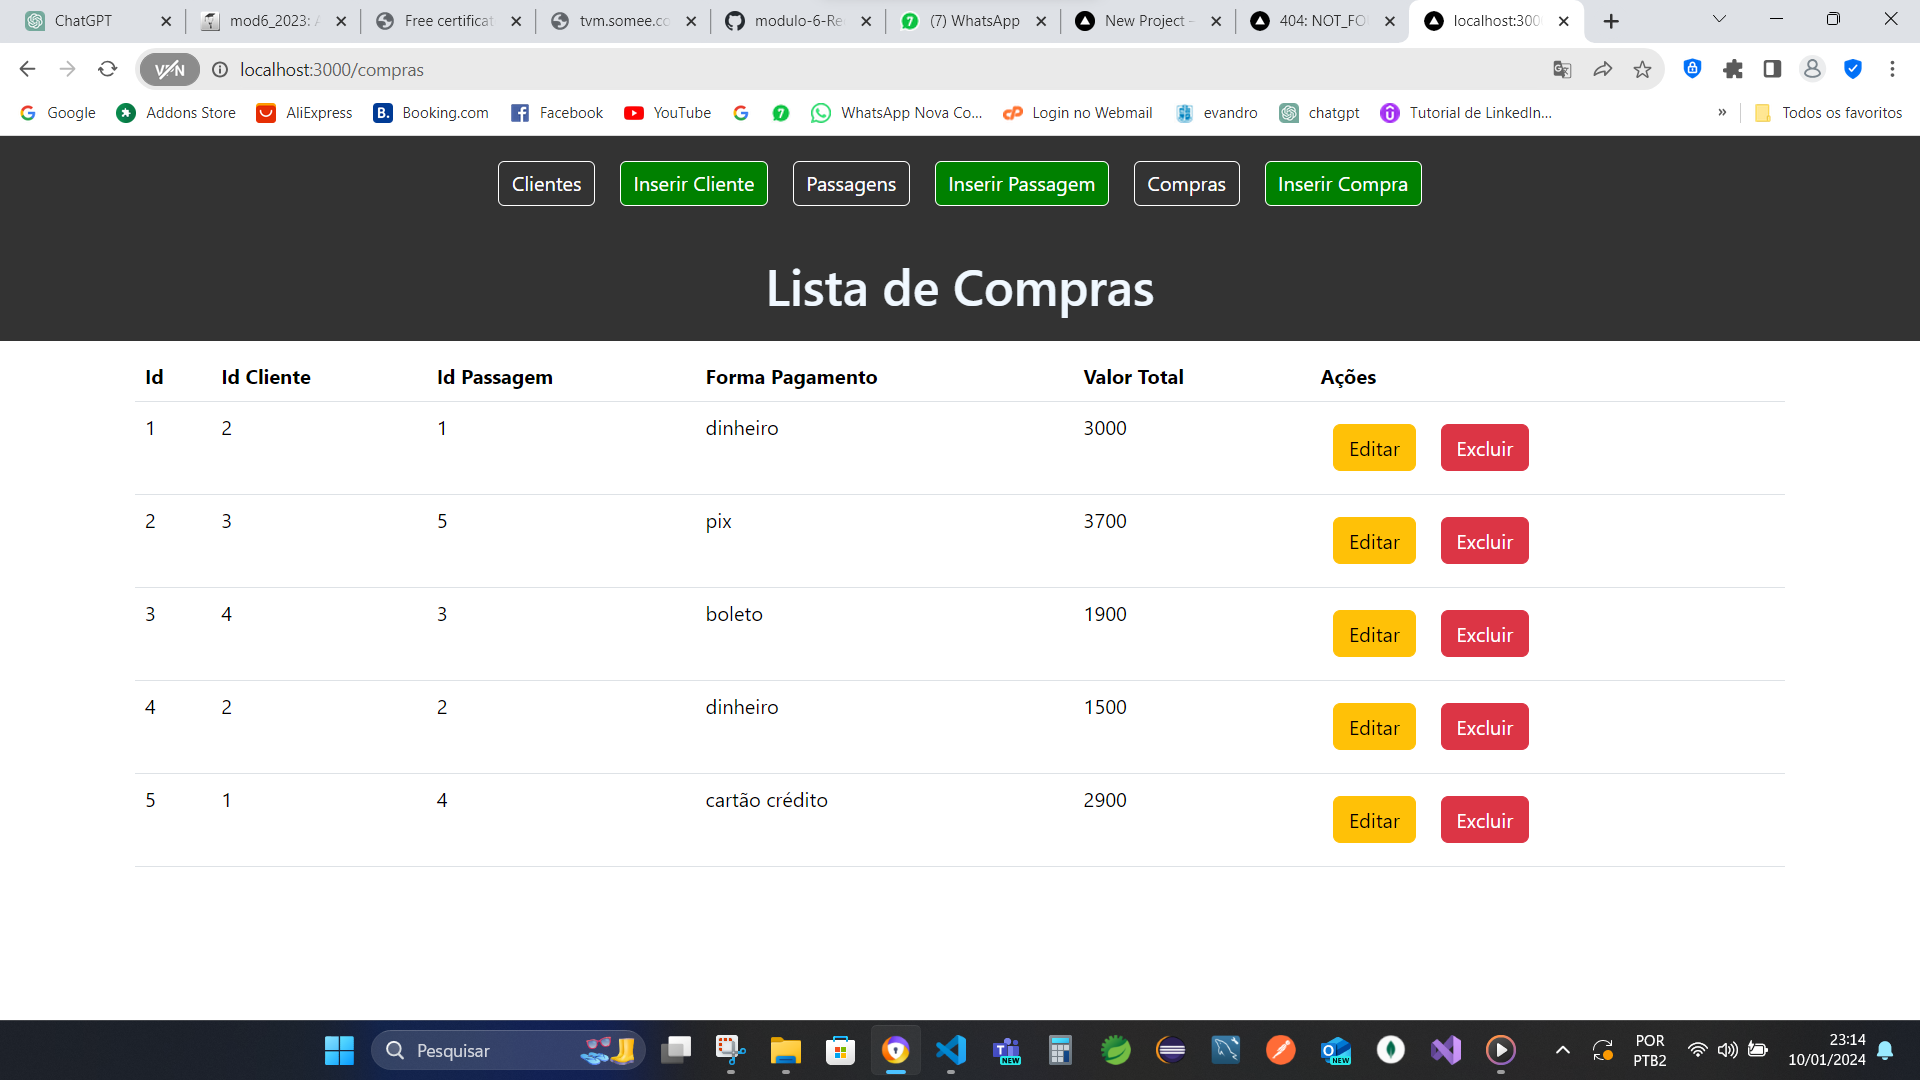 ChatGPT
mod6_2023: A
Free certificat
tvm.somee.co
modulo-6-Re
(7) WhatsApp
New Project -
404: NOT_FO
localhost:300
VPN
localhost:3000/compras
Google
Addons Store
AliExpress
B.
Booking.com
Facebook
YouTube
WhatsApp Nova Co...
Login no Webmail
evandro
chatgpt
Tutorial de LinkedIn...
»
Todos os favoritos
Clientes
Inserir Cliente
Passagens
Inserir Passagem
Compras
Inserir Compra
Lista de Compras
Id Id Cliente Id Passagem Forma Pagamento Valor Total Ações
1 2 1 dinheiro 3000 Editar Excluir
2 3 5 pix 3700 Editar Excluir
3 4 3 boleto 1900 Editar Excluir
4 2 2 dinheiro 1500 Editar Excluir
5 1 4 cartão crédito 2900 Editar Excluir
Pesquisar
NEW
NEW
POR
PTB2
23:14
10/01/2024